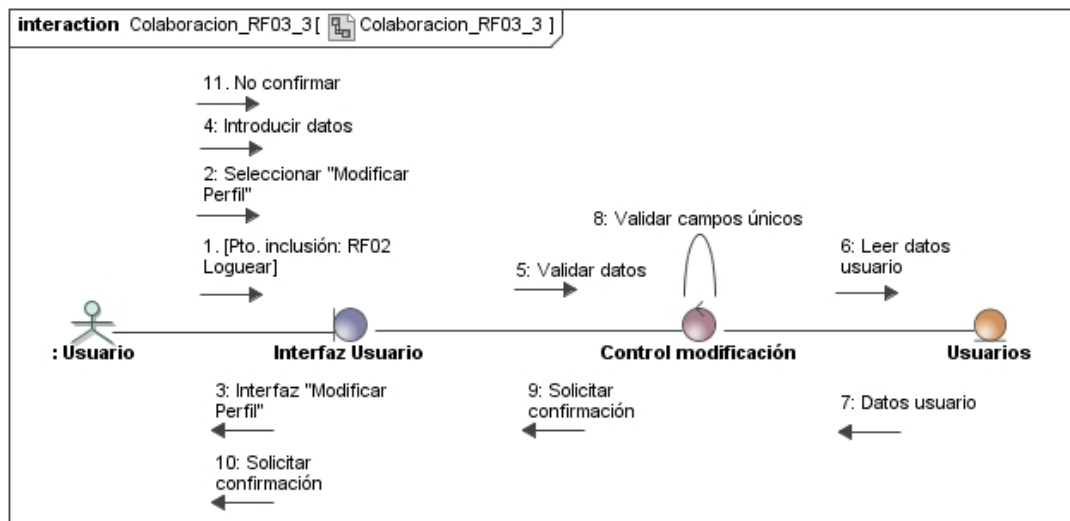 interaction Colaboracion_RF03_3[ Colaboracion_RF03_3 ]
11. No confirmar
4: Introducir datos
2: Seleccionar "Modificar
Perfil"
1. [Pto. inclusión: RF02
Loguear]
8: Validar campos únicos
5: Validar datos
6: Leer datos
usuario
: Usuario
Interfaz Usuario
Control modificación
Usuarios
3: Interfaz "Modificar
Perfil"
9: Solicitar
confirmación
7: Datos usuario
10: Solicitar
confirmación